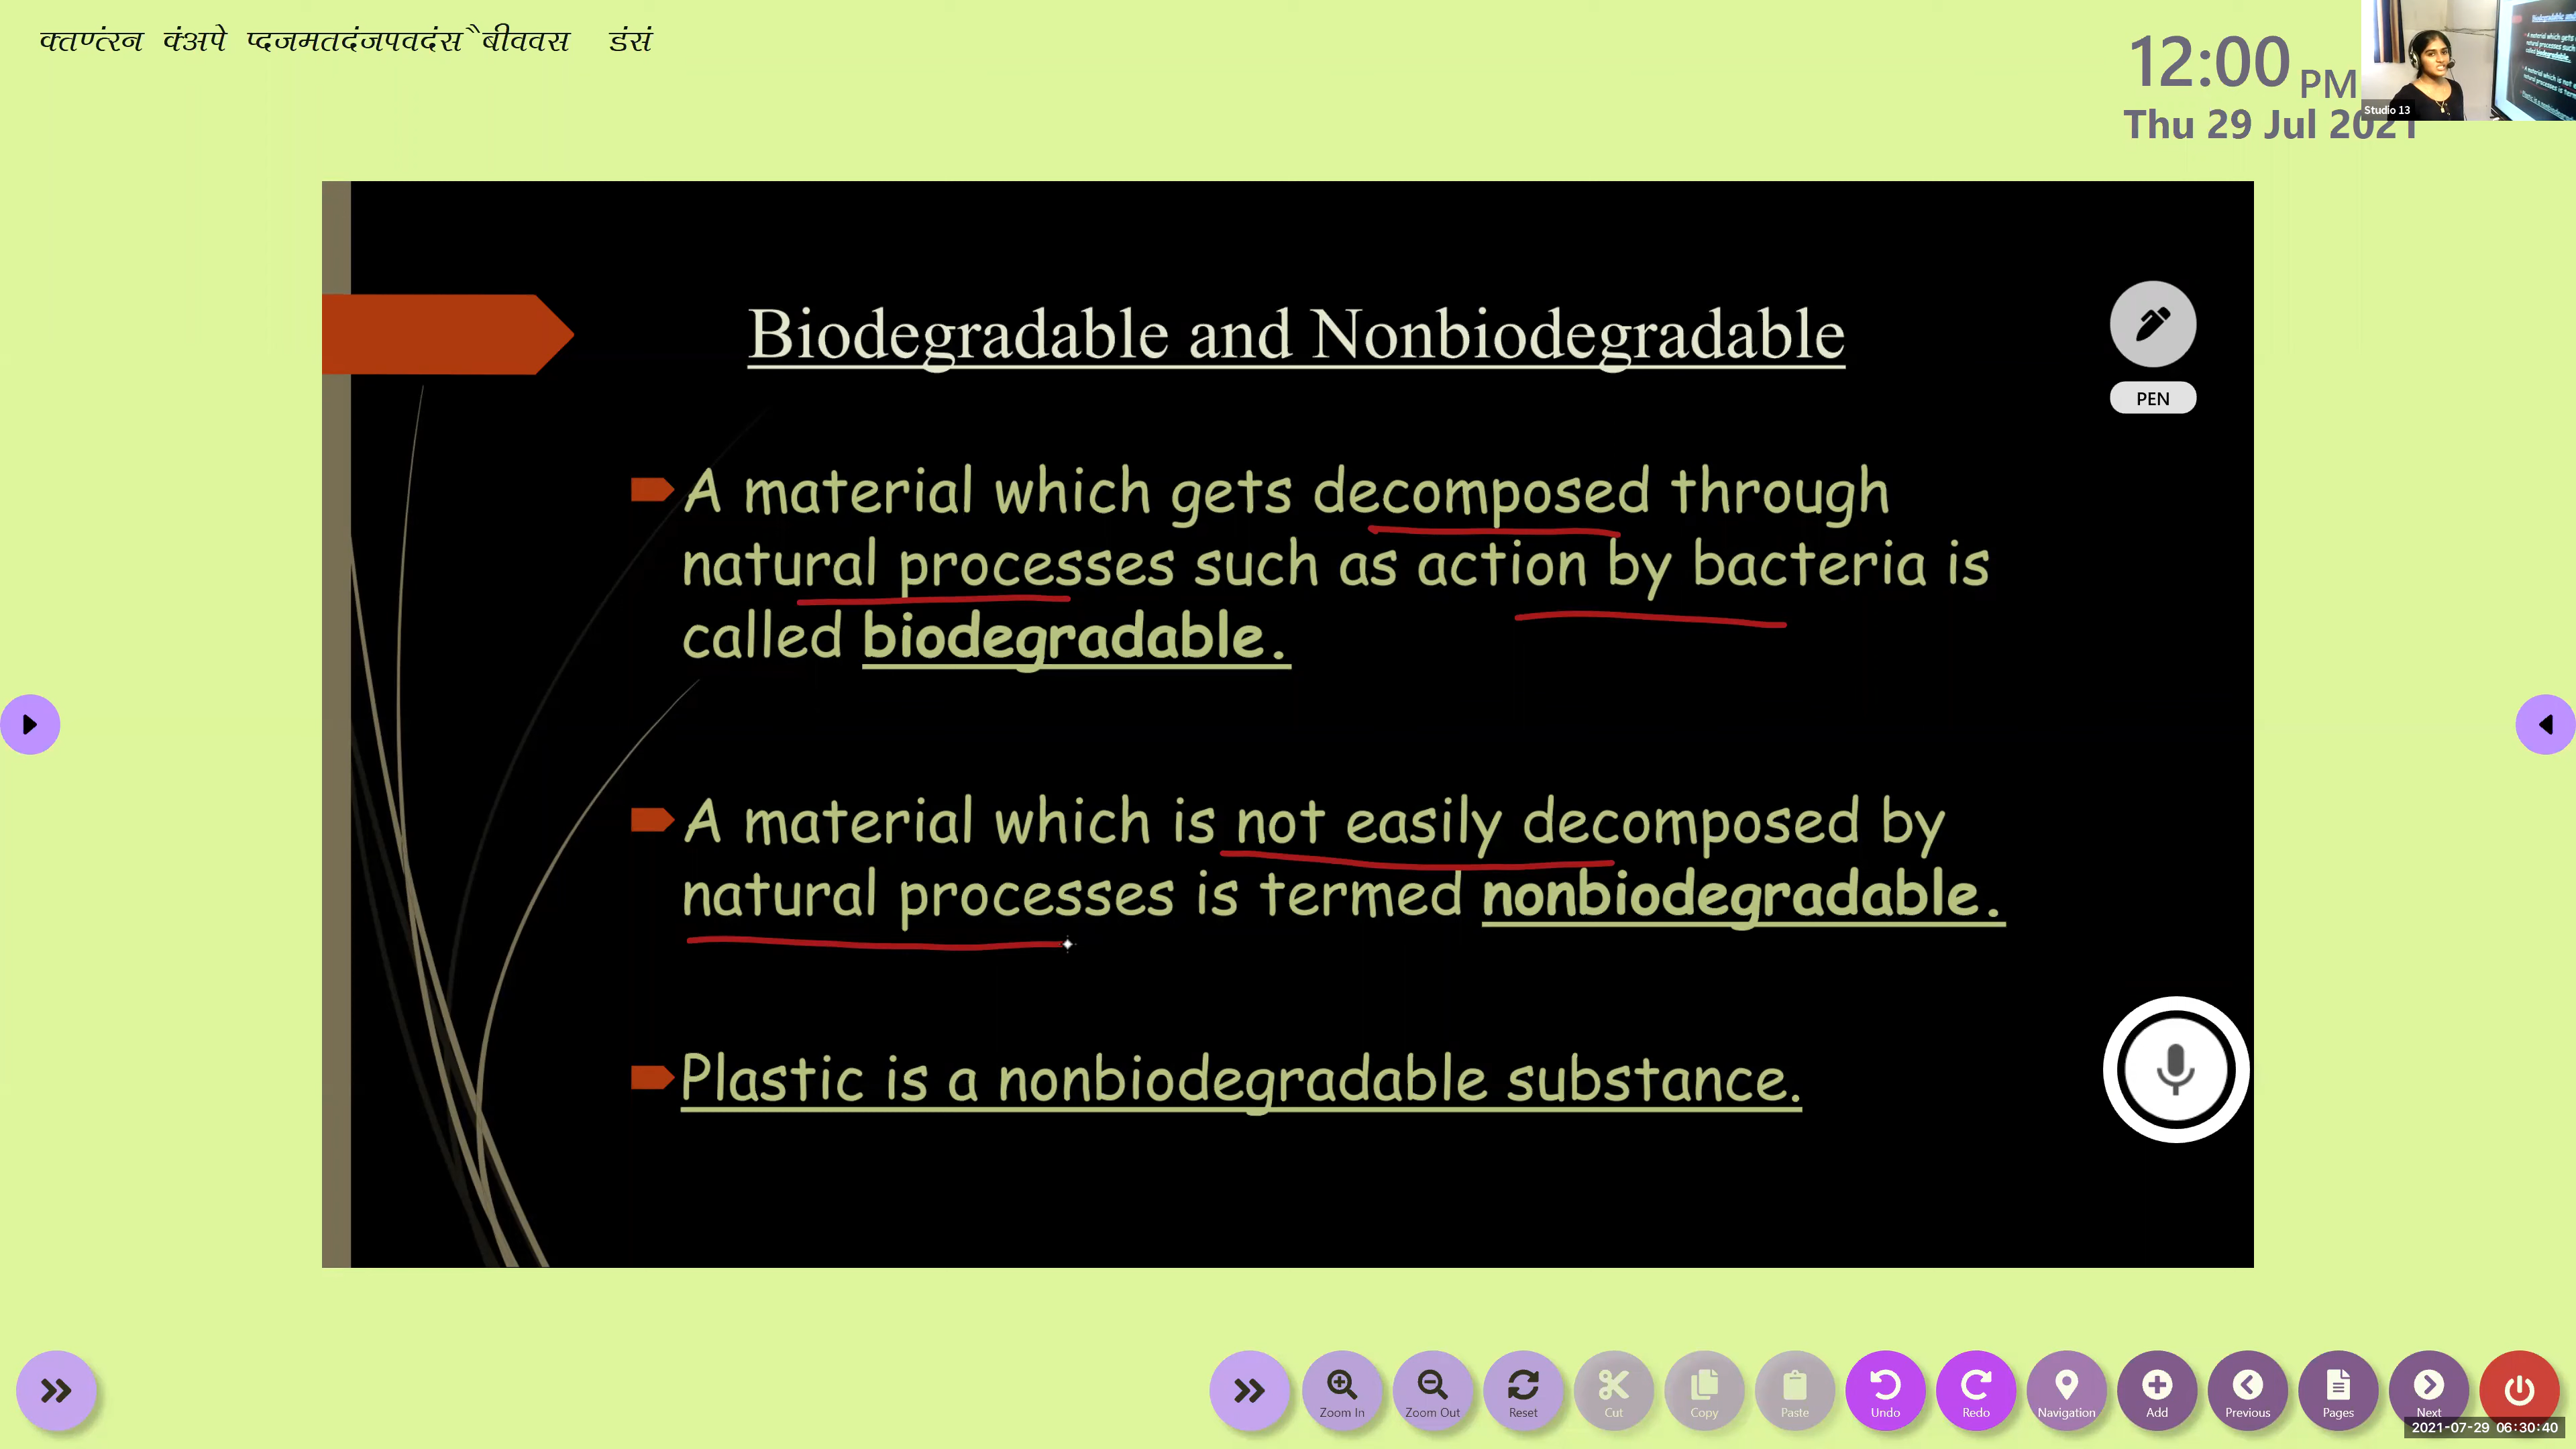 क्तण्ंरन कंअपे प्दजमतदंजपवदंस ैबीववस डंसं
12:00 PM
Thu 29 Jul 2021
Studio 13
Biodegradable and Nonbiodegradable
PEN
A material which gets decomposed through
natural processes such as action by bacteria is
called biodegradable.
A material which is not easily decomposed by
natural processes is termed nonbiodegradable.
Plastic is a nonbiodegradable substance.
Zoom In Zoom Out Reset Cut Copy Paste Undo Redo Navigation Add Previous Pages Next
2021-07-29 06:30:40